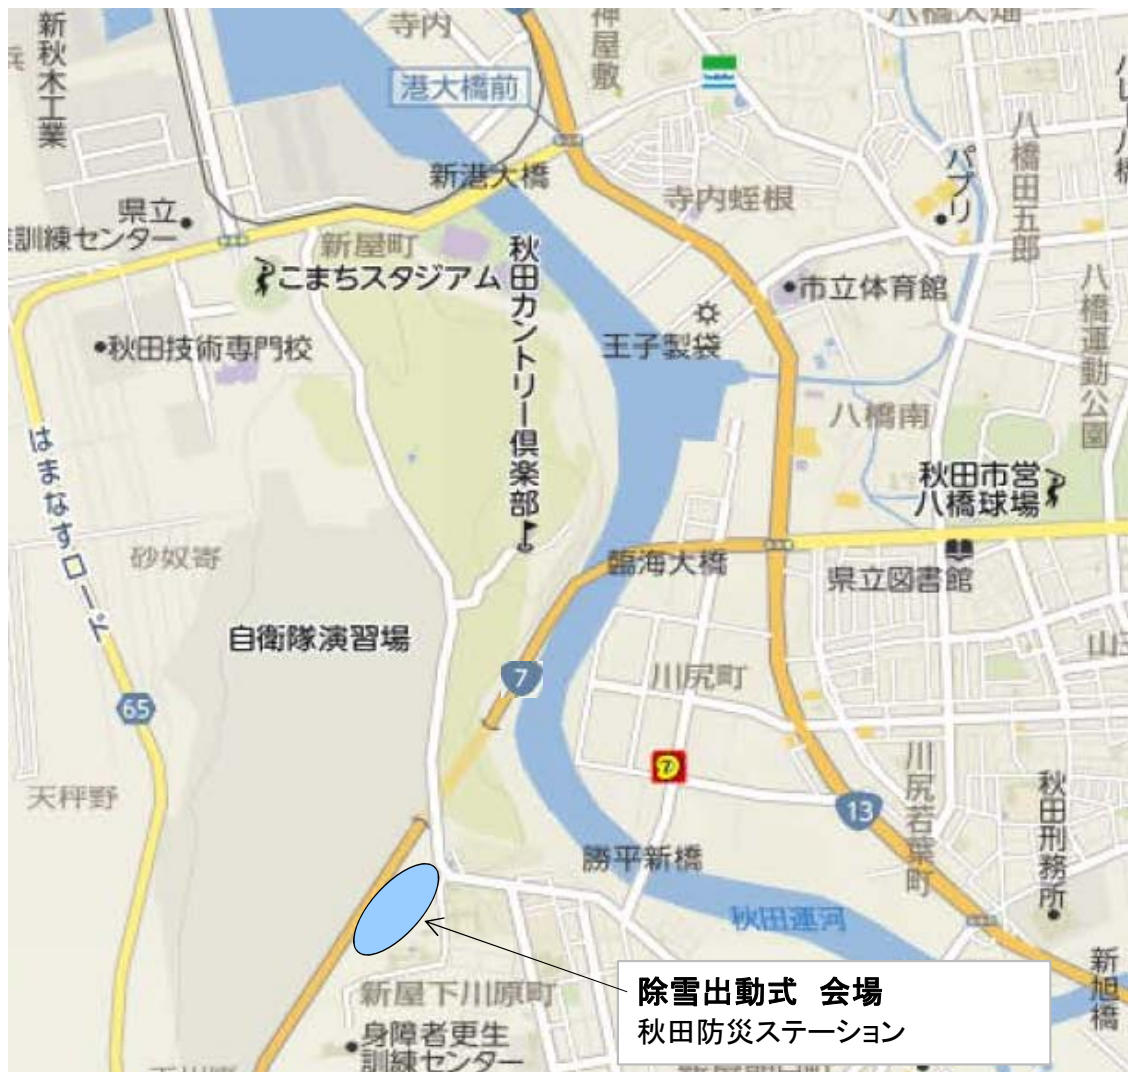 新秋木工業
寺内
神屋敷
港大橋前
新港大橋
寺内蛭根
パブリ
八橋田五郎
県立
訓練センター
新屋町
こまちスタジアム
秋田カントリー倶楽部
市立体育館
八橋運動公園
秋田技術専門校
王子製袋
八橋南
はまなすロード
秋田市営
八橋球場
砂奴寄
臨海大橋
県立図書館
自衛隊演習場
7
川尻町
65
7
天秤野
13
川尻若葉町
秋田刑務所
勝平新橋
秋田運河
新旭橋
除雪出動式 会場
秋田防災ステーション
新屋下川原町
身障者更生
訓練センター